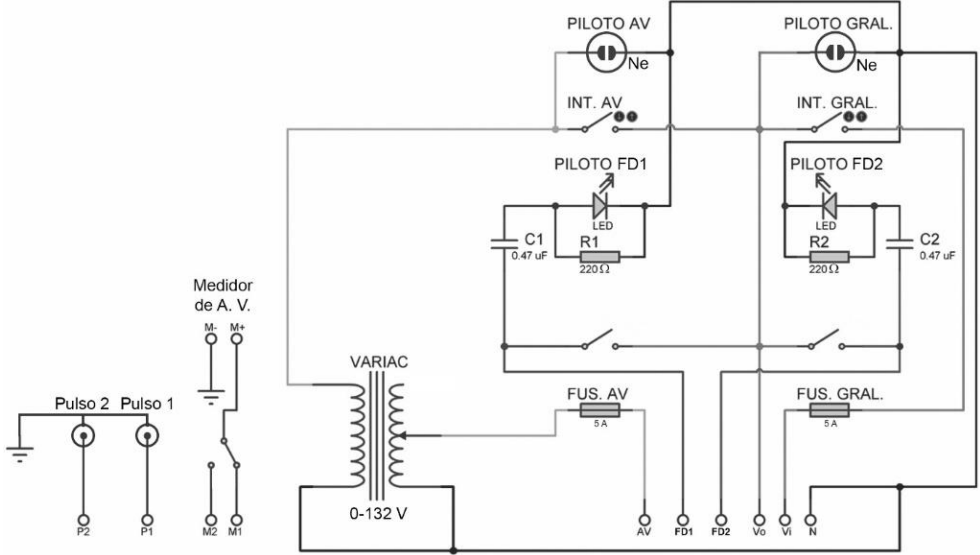 PILOTO AV
PILOTO GRAL.
Ne
Ne
INT. AV
INT. GRAL.
PILOTO FD1
PILOTO FD2
LED
LED
C1
0.47 uF
R1
220Ω
R2
220Ω
C2
0.47 uF
Medidor
de A. V.
M-
M+
VARIAC
FUS. AV
5 A
FUS. GRAL.
5 A
Pulso 2
Pulso 1
0-132 V
P2
P1
M2
M1
AV
FD1
FD2
Vo
Vi
N